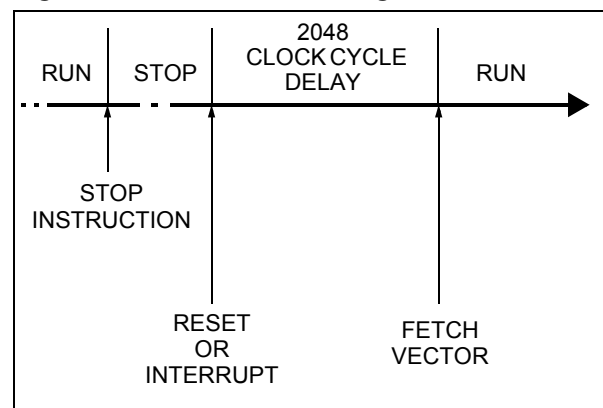 2048
CLOCK CYCLE
DELAY
RUN
STOP
RUN
STOP
INSTRUCTION
RESET
OR
INTERRUPT
FETCH
VECTOR